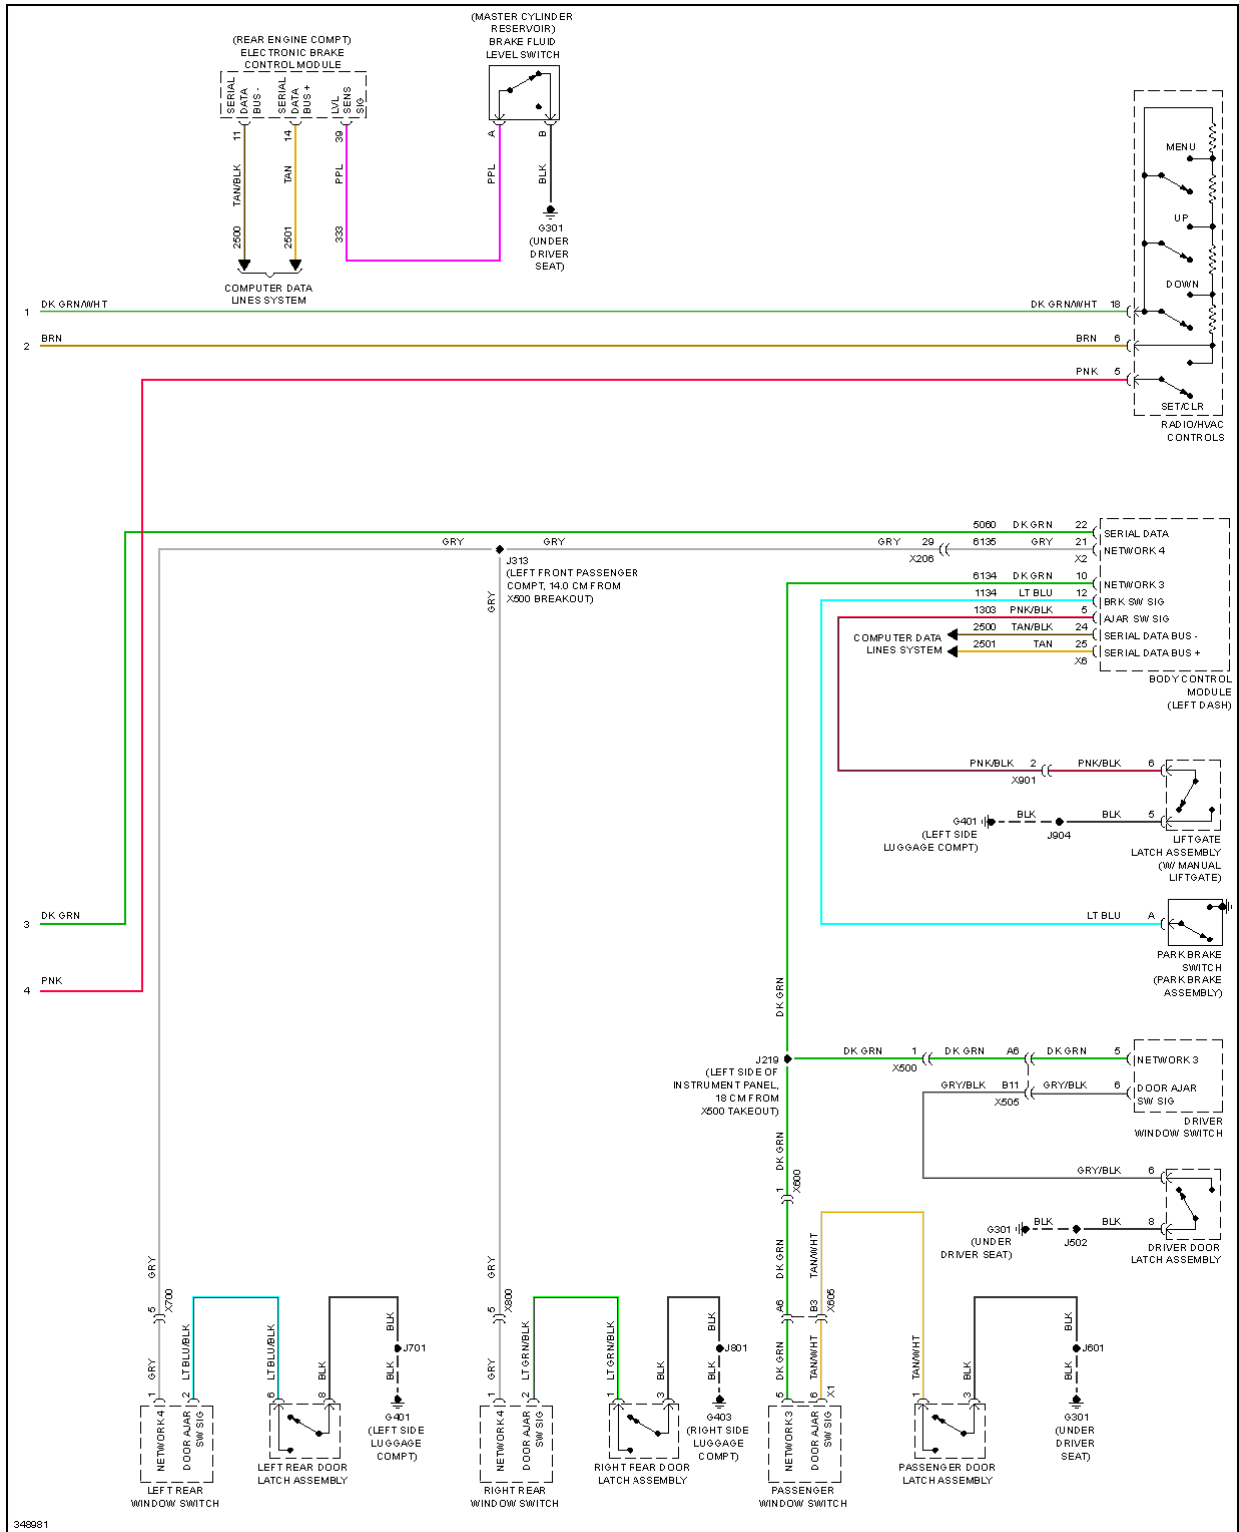 (MASTER CYLINDER
RESERVOIR)
BRAKE FLUID
LEVEL SWITCH
(REAR ENGINE COMPT)
ELECTRONIC BRAKE
CONTROL MODULE
SERIAL
DATA
BUS -
SERIAL
DATA
BUS +
LVL
SENS
SIG
11
14
39
A
B
TAN/BLK
TAN
PPL
PPL
BLK
2500
2501
333
G301
(UNDER
DRIVER
SEAT)
COMPUTER DATA
LINES SYSTEM
MENU
UP
DOWN
1
DK GRN/WHT
DK GRN/WHT
18
2
BRN
BRN
6
PNK
5
SET/CLR
RADIO/HVAC
CONTROLS
5060
DK GRN
22
SERIAL DATA
GRY
GRY
GRY
29
X206
6135
GRY
21
X2
NETWORK 4
J313
(LEFT FRONT PASSENGER
COMPT, 14.0 CM FROM
X500 BREAKOUT)
GRY
6134
DK GRN
10
NETWORK 3
1134
LT BLU
12
BRK SW SIG
1303
PNK/BLK
5
AJAR SW SIG
COMPUTER DATA
LINES SYSTEM
2500
TAN/BLK
24
SERIAL DATA BUS -
2501
TAN
25
X6
SERIAL DATA BUS +
BODY CONTROL
MODULE
(LEFT DASH)
PNK/BLK
2
X901
PNK/BLK
6
G401
(LEFT SIDE
LUGGAGE COMPT)
BLK
J904
BLK
5
LIFTGATE
LATCH ASSEMBLY
(W/ MANUAL
LIFTGATE)
3
DK GRN
LT BLU
A
PARK BRAKE
SWITCH
(PARK BRAKE
ASSEMBLY)
4
PNK
DK GRN
J219
(LEFT SIDE OF
INSTRUMENT PANEL,
18 CM FROM
X500 TAKEOUT)
DK GRN
1
X500
DK GRN
A6
DK GRN
5
NETWORK 3
GRY/BLK
B11
X505
GRY/BLK
6
DOOR AJAR
SW SIG
DRIVER
WINDOW SWITCH
DK GRN
1
X600
GRY/BLK
6
G301
(UNDER
DRIVER SEAT)
BLK
J502
BLK
8
DRIVER DOOR
LATCH ASSEMBLY
GRY
5
X700
GRY
LT BLU/BLK
LT BLU/BLK
BLK
BLK
J701
BLK
1
2
6
8
NETWORK 4
DOOR AJAR
SW SIG
G401
(LEFT SIDE
LUGGAGE
COMPT)
LEFT REAR
WINDOW SWITCH
LEFT REAR DOOR
LATCH ASSEMBLY
GRY
5
X800
GRY
LT GRN/BLK
LT GRN/BLK
BLK
BLK
J801
BLK
1
2
1
3
NETWORK 4
DOOR AJAR
SW SIG
G403
(RIGHT SIDE
LUGGAGE
COMPT)
RIGHT REAR
WINDOW SWITCH
RIGHT REAR DOOR
LATCH ASSEMBLY
DK GRN
TAN/WHT
A6
B3
X605
DK GRN
TAN/WHT
TAN/WHT
BLK
BLK
J601
BLK
5
6
X1
1
3
NETWORK 3
DOOR AJAR
SW SIG
G301
(UNDER
DRIVER
SEAT)
PASSENGER
WINDOW SWITCH
PASSENGER DOOR
LATCH ASSEMBLY
348981